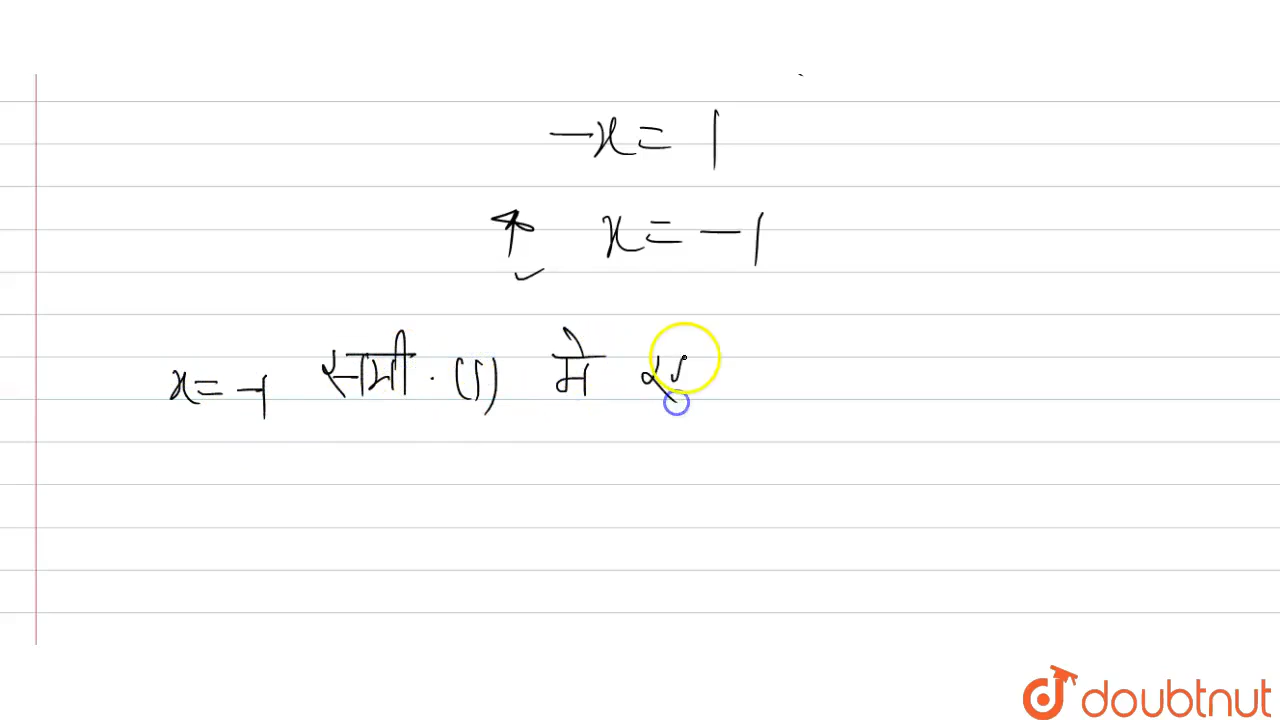 -x = 1
x = -1
x = -1 समी. (1) में
doubtnut